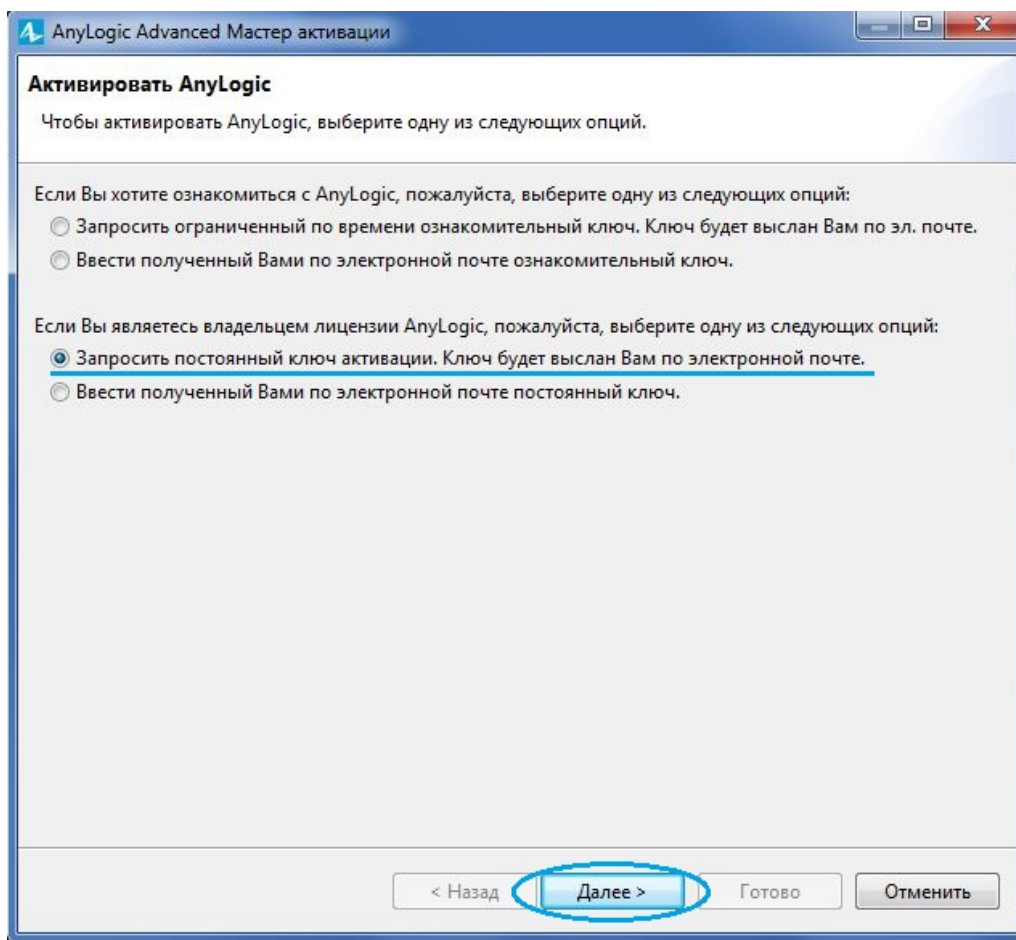 AnyLogic Advanced Мастер активации
Активировать AnyLogic
Чтобы активировать AnyLogic, выберите одну из следующих опций.
Если Вы хотите ознакомиться с AnyLogic, пожалуйста, выберите одну из следующих опций:
Запросить ограниченный по времени ознакомительный ключ. Ключ будет выслан Вам по эл. почте.
Ввести полученный Вами по электронной почте ознакомительный ключ.
Если Вы являетесь владельцем лицензии AnyLogic, пожалуйста, выберите одну из следующих опций:
Запросить постоянный ключ активации. Ключ будет выслан Вам по электронной почте.
Ввести полученный Вами по электронной почте постоянный ключ.
< Назад Далее > Готово Отменить